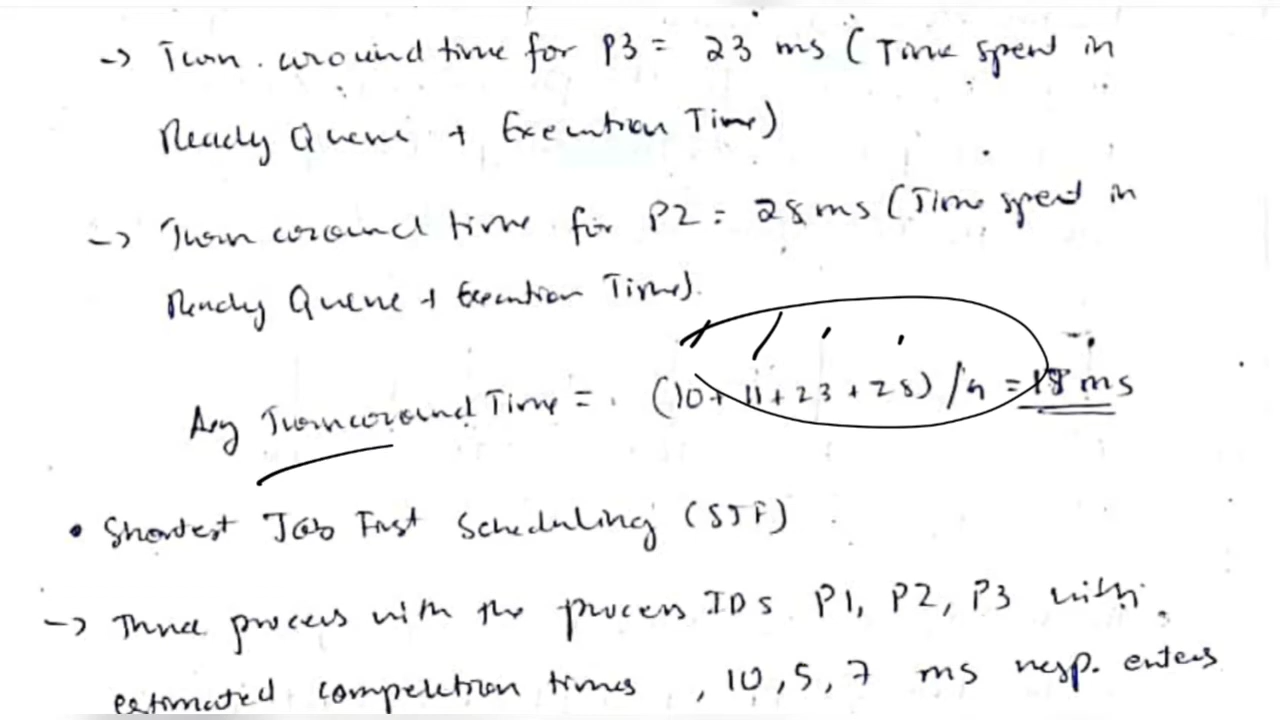 -> Turn around time for P3 = 23 ms (Time spent in
Ready Queue + Execution Time)
-> Turn around time for P2 = 28 ms (Time spent in
Ready Queue + Execution Time).
Avg Turnaround Time = (10 + 11 + 23 + 28) /4 = 18 ms
• Shortest Job First Scheduling (SJF)
-> Three process with the process IDs P1, P2, P3 with
estimated completion times, 10, 5, 7 ms resp. enters